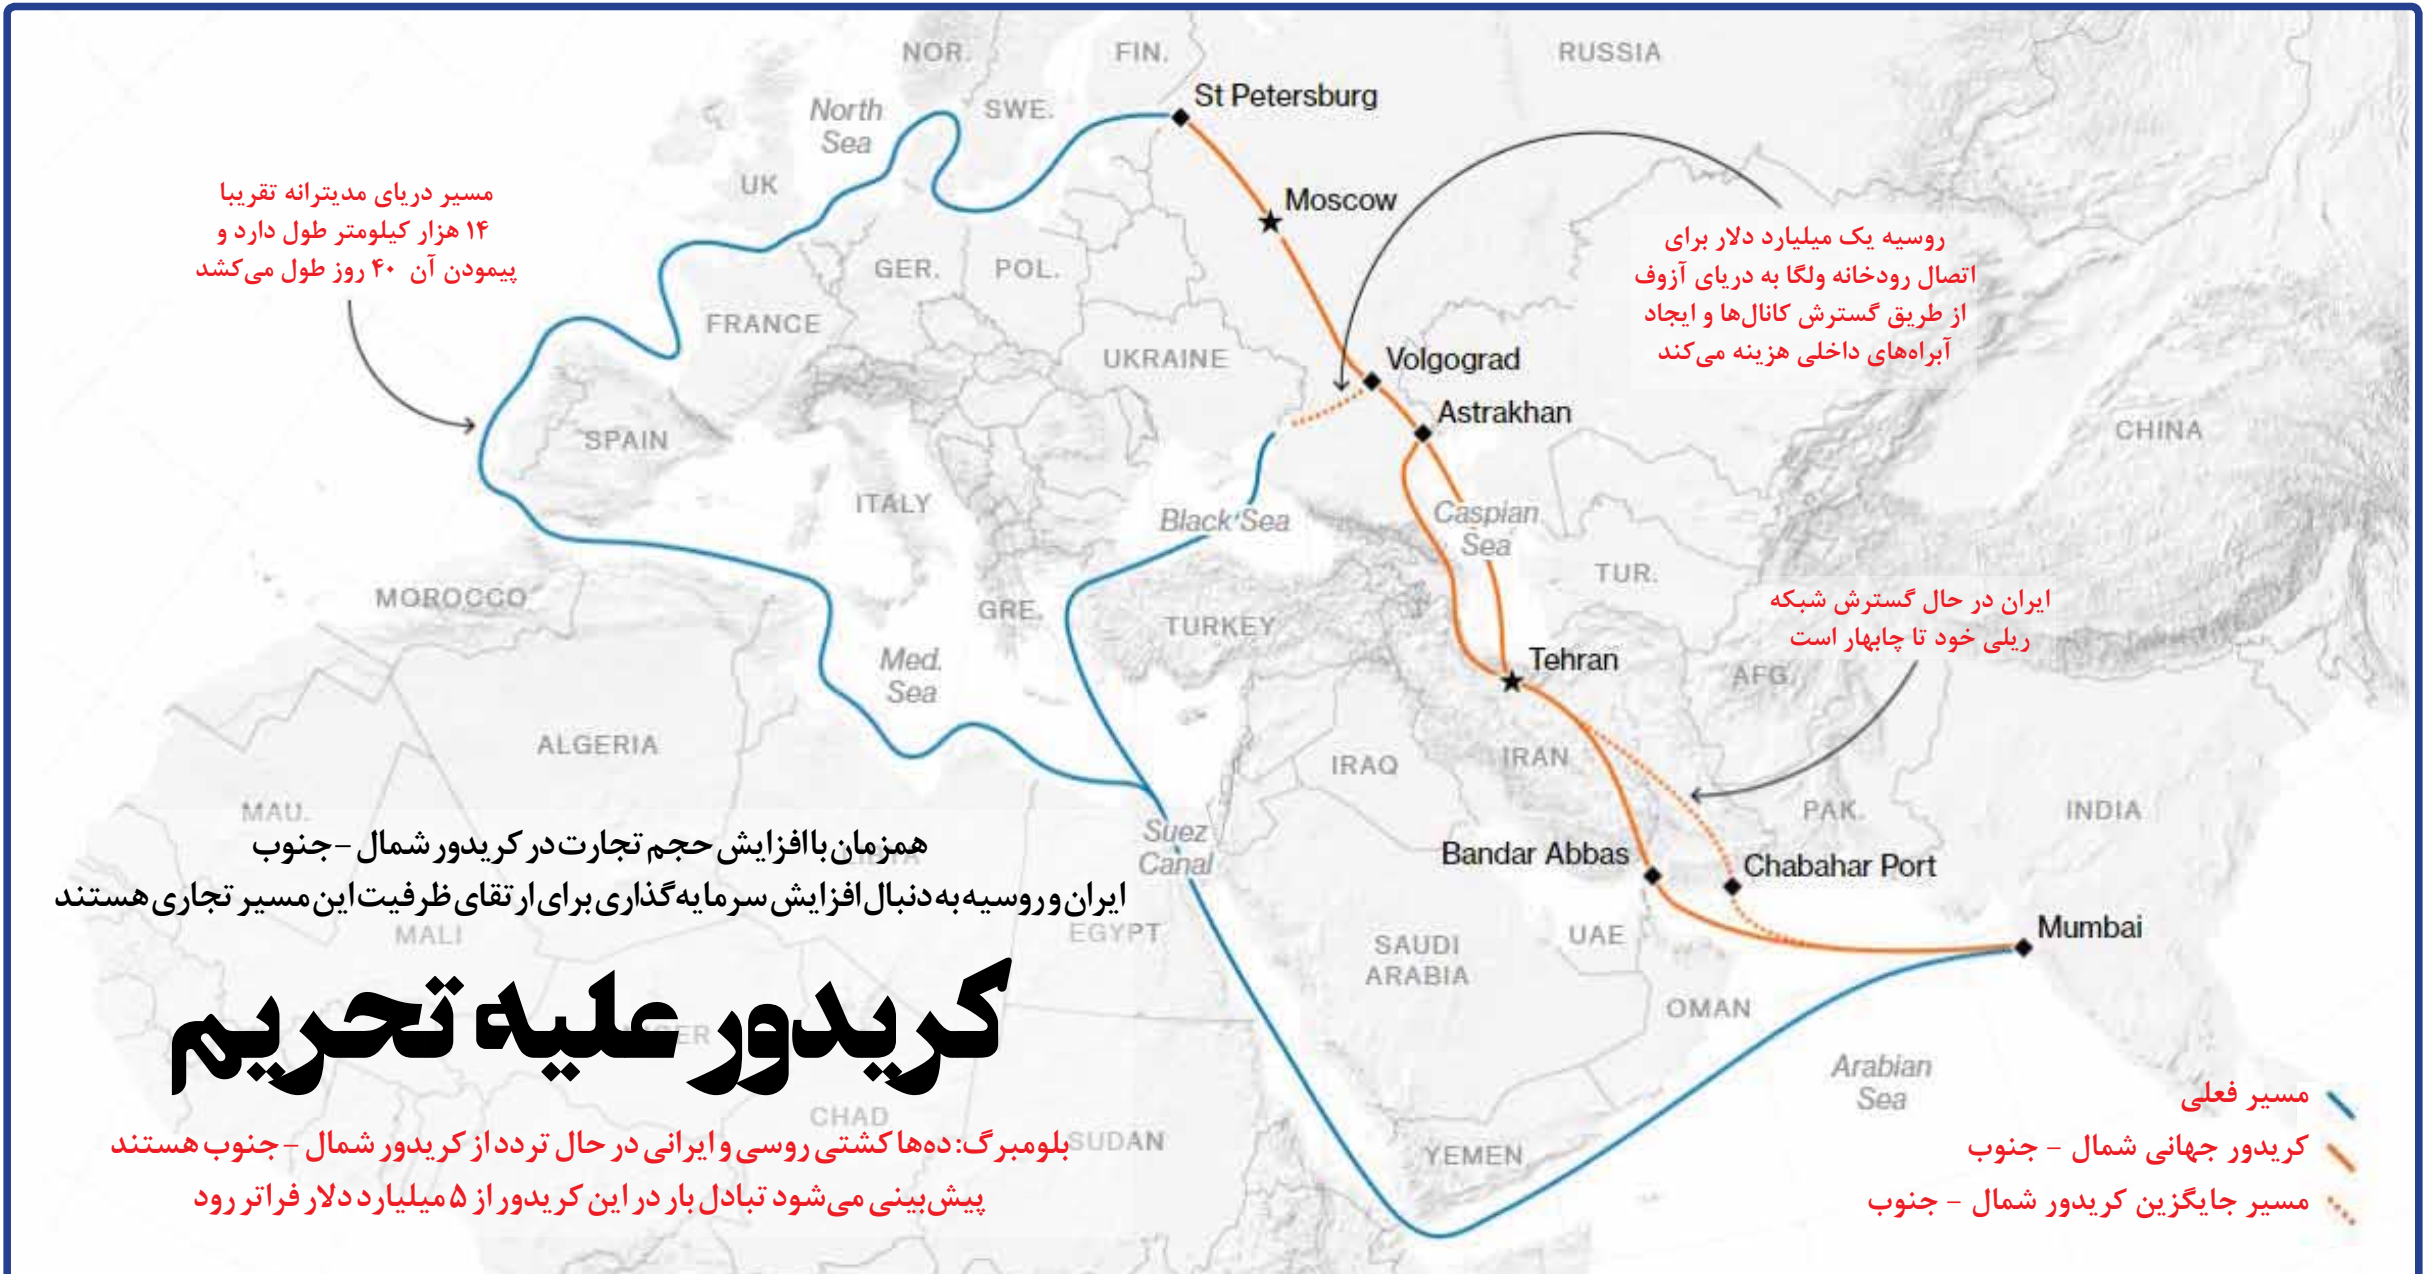 NOR.
FIN.
RUSSIA
St Petersburg
North
Sea
SWE.
UK
Moscow
مسیر دریای مدیترانه تقریبا
۱۴ هزار کیلومتر طول دارد و
پیمودن آن ۴۰ روز طول می‌کشد
روسیه یک میلیارد دلار برای
اتصال رودخانه ولگا به دریای آزوف
از طریق گسترش کانال‌ها و ایجاد
آبراه‌های داخلی هزینه می‌کند
GER.
POL.
FRANCE
UKRAINE
Volgograd
Astrakhan
CHINA
SPAIN
ITALY
Black Sea
Caspian
Sea
TUR.
MOROCCO
GRE.
TURKEY
ایران در حال گسترش شبکه
ریلی خود تا چابهار است
Med.
Sea
Tehran
AFG.
ALGERIA
IRAQ
IRAN
MAU.
PAK.
INDIA
Suez
Canal
Bandar Abbas
Chabahar Port
همزمان با افزایش حجم تجارت در کریدور شمال - جنوب
ایران و روسیه به دنبال افزایش سرمایه گذاری برای ارتقای ظرفیت این مسیر تجاری هستند
MALI
EGYPT
SAUDI
ARABIA
UAE
Mumbai
OMAN
کریدور علیه تحریم
Arabian
Sea
CHAD
SUDAN
YEMEN
بلومبرگ: ده‌ها کشتی روسی و ایرانی در حال تردد از کریدور شمال - جنوب هستند
پیش‌بینی می‌شود تبادل بار در این کریدور از ۵ میلیارد دلار فراتر رود
مسیر فعلی
کریدور جهانی شمال - جنوب
مسیر جایگزین کریدور شمال - جنوب